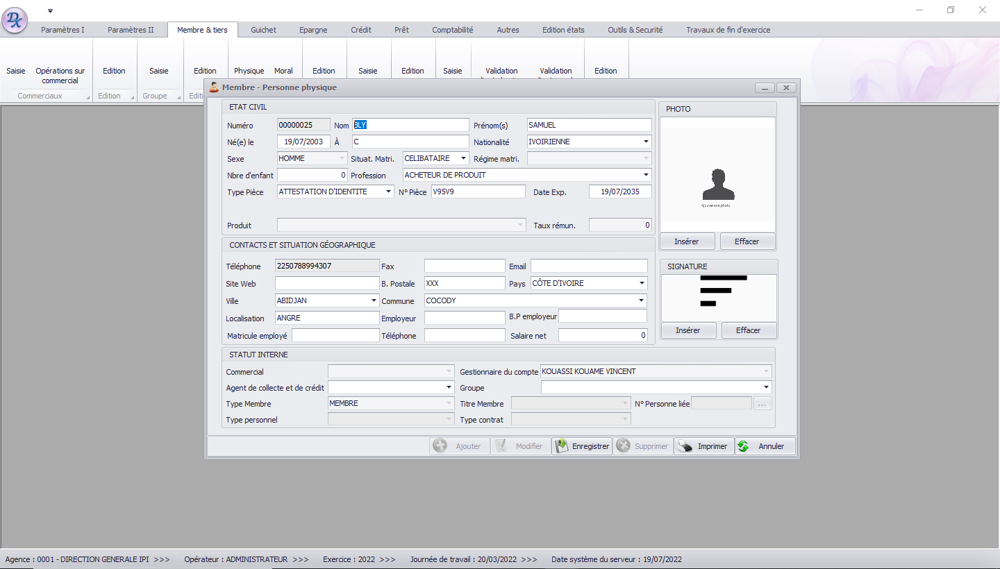 DX
Paramètres I Paramètres II Membre & tiers Guichet Epargne Crédit Prêt Comptabilité Autres Edition états Outils & Securité Travaux de fin d'exercice
Saisie Opérations sur commercial Edition Saisie Edition Physique Moral Edition Saisie Edition Saisie Validation Validation Edition
Commerciaux Edition Groupe
Membre - Personne physique
ETAT CIVIL
Numéro 00000025 Nom BLY Prénom(s) SAMUEL
Né(e) le 19/07/2003 À C Nationalité IVOIRIENNE
Sexe HOMME Situat. Matri. CELIBATAIRE Régime matri.
Nbre d'enfant 0 Profession ACHETEUR DE PRODUIT
Type Pièce ATTESTATION D'IDENTITE N° Pièce V95V9 Date Exp. 19/07/2035
Produit Taux rémun. 0
PHOTO
Ajouter une photo
Insérer Effacer
CONTACTS ET SITUATION GÉOGRAPHIQUE
Téléphone 2250788994307 Fax Email
Site Web B. Postale XXX Pays CÔTE D'IVOIRE
Ville ABIDJAN Commune COCODY
Localisation ANGRE Employeur B.P employeur
Matricule employé Téléphone Salaire net 0
SIGNATURE
Insérer Effacer
STATUT INTERNE
Commercial Gestionnaire du compte KOUASSI KOUAME VINCENT
Agent de collecte et de crédit Groupe
Type Membre MEMBRE Titre Membre N° Personne liée ...
Type personnel Type contrat
Ajouter Modifier Enregistrer Supprimer Imprimer Annuler
Agence : 0001 - DIRECTION GENERALE IPI >>> Opérateur : ADMINISTRATEUR >>> Exercice : 2022 >>> Journée de travail : 20/03/2022 >>> Date système du serveur : 19/07/2022